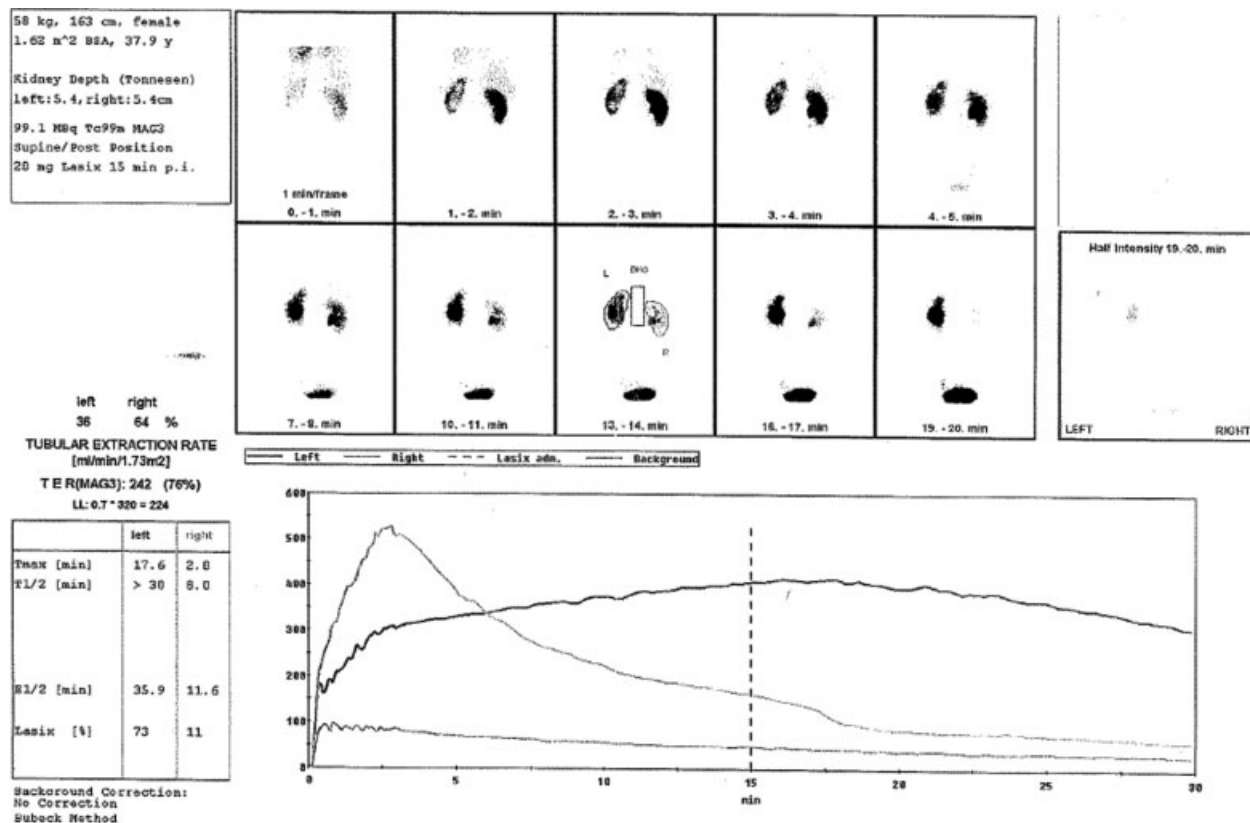 58 kg, 163 cm, female
1.62 m^2 BSA, 37.9 y
Kidney Depth (Tonnesen)
left:5.4,right:5.4cm
99.1 MBq Tc99m MAG3
Supine/Post Position
20 mg Lasix 15 min p.i.
1 min/frame
0. -1. min
1. -2. min
2. -3. min
3. -4. min
4. -5. min
L
BKG
R
7. -8. min
10. -11. min
13. -14. min
16. -17. min
19. -20. min
Half Intensity 19.-20. min
LEFT RIGHT
left right
36 64 %
TUBULAR EXTRACTION RATE
[ml/min/1.73m2]
T E R(MAG3): 242 (76%)
LL: 0.7 * 320 = 224
left right
Tmax [min] 17.6 2.8
T1/2 [min] > 30 8.0
R1/2 [min] 35.9 11.6
Lasix [%] 73 11
Background Correction:
No Correction
Bubeck Method
Left Right Lasix adm. Background
600
500
400
300
200
100
0
0 5 10 15 20 25 30
min